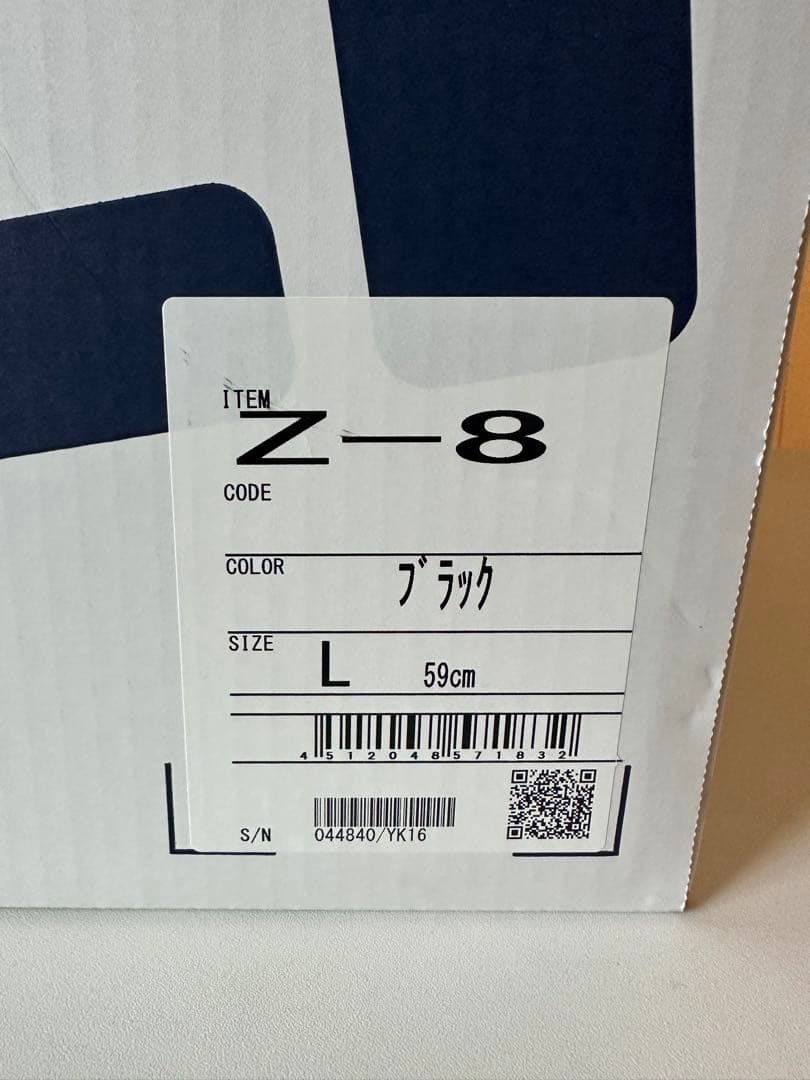 ITEM
Z-8
CODE
COLOR ブラック
SIZE L 59cm
4512048571832
S/N 044840/YK16